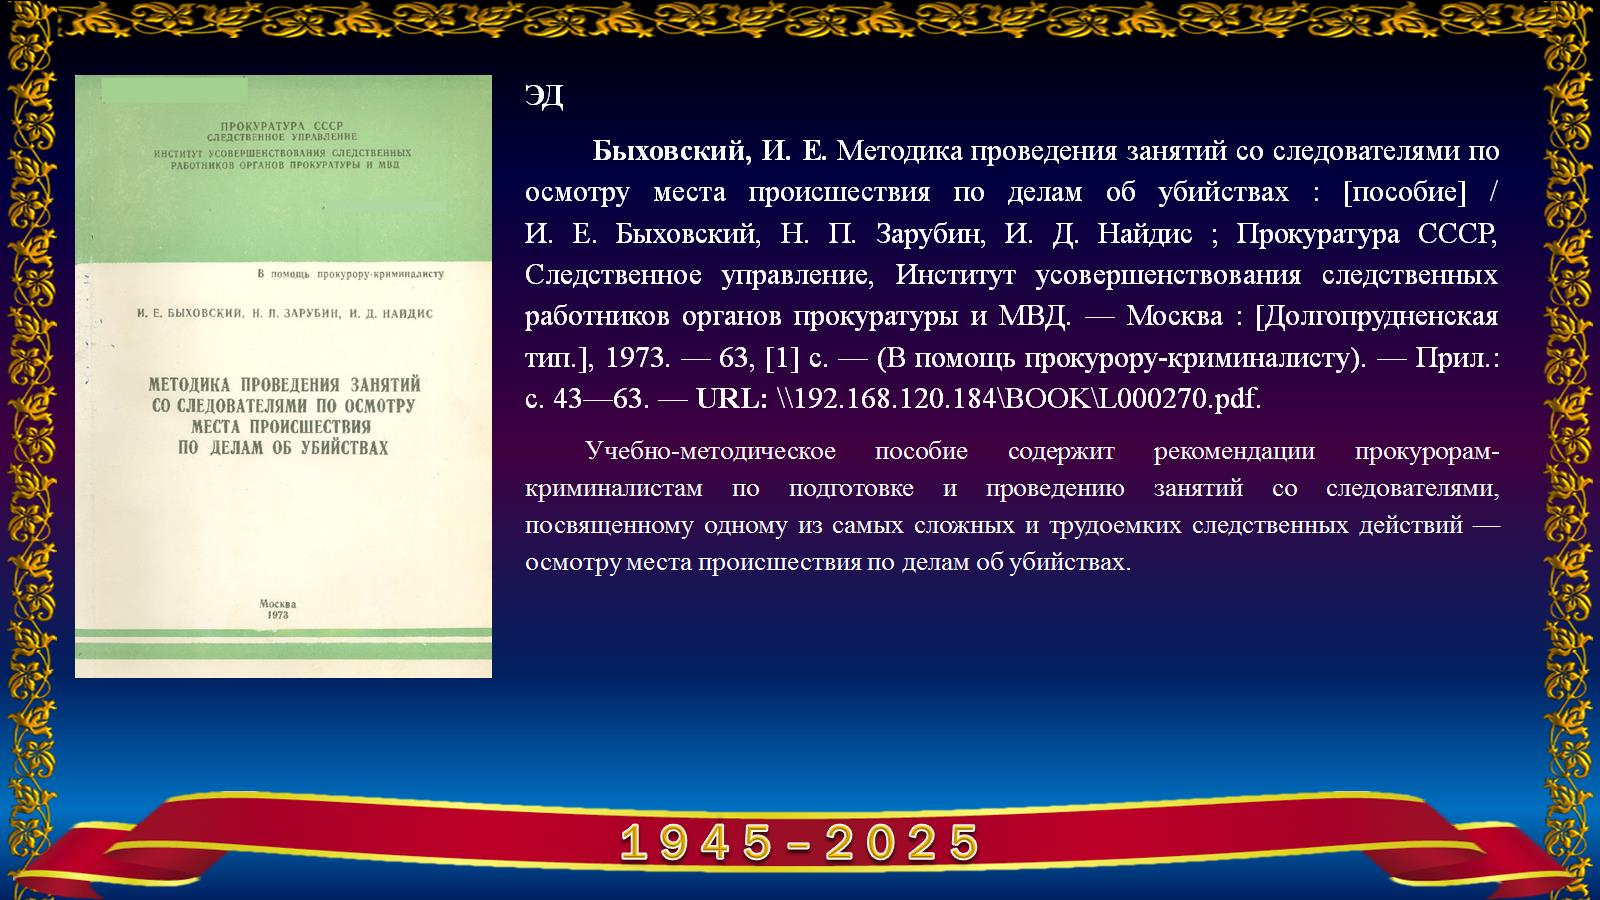 ПРОКУРАТУРА СССР
СЛЕДСТВЕННОЕ УПРАВЛЕНИЕ
ИНСТИТУТ УСОВЕРШЕНСТВОВАНИЯ СЛЕДСТВЕННЫХ
РАБОТНИКОВ ОРГАНОВ ПРОКУРАТУРЫ И МВД
В помощь прокурору-криминалисту
И. Е. БЫХОВСКИЙ, Н. П. ЗАРУБИН, И. Д. НАЙДИС
МЕТОДИКА ПРОВЕДЕНИЯ ЗАНЯТИЙ
СО СЛЕДОВАТЕЛЯМИ ПО ОСМОТРУ
МЕСТА ПРОИСШЕСТВИЯ
ПО ДЕЛАМ ОБ УБИЙСТВАХ
Москва
1973
ЭД
Быховский, И. Е. Методика проведения занятий со следователями по
осмотру места происшествия по делам об убийствах : [пособие] /
И. Е. Быховский, Н. П. Зарубин, И. Д. Найдис ; Прокуратура СССР,
Следственное управление, Институт усовершенствования следственных
работников органов прокуратуры и МВД. — Москва : [Долгопрудненская
тип.], 1973. — 63, [1] с. — (В помощь прокурору-криминалисту). — Прил.:
с. 43—63. — URL: \\192.168.120.184\BOOK\L000270.pdf.
Учебно-методическое пособие содержит рекомендации прокурорам-
криминалистам по подготовке и проведению занятий со следователями,
посвященному одному из самых сложных и трудоемких следственных действий —
осмотру места происшествия по делам об убийствах.
1945–2025